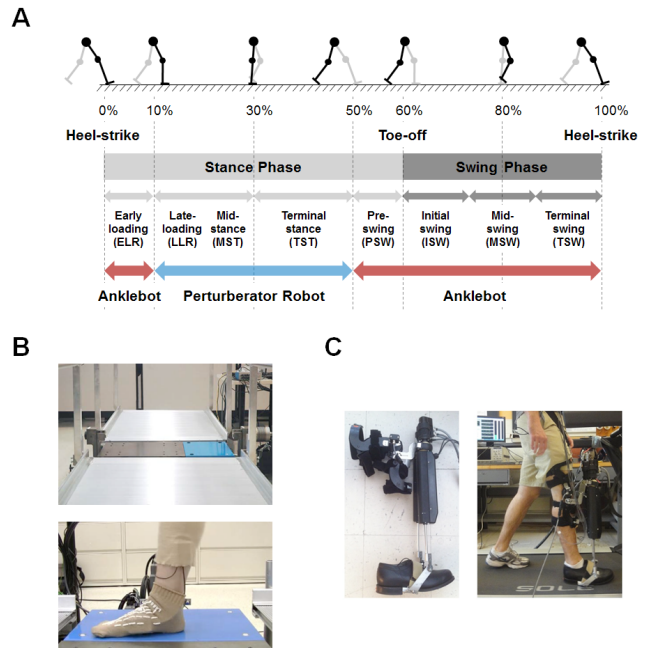 A
0% 10% 30% 50% 60% 80% 100%
Heel-strike Toe-off Heel-strike
Stance Phase Swing Phase
Early Late- Mid- Terminal Pre- Initial Mid- Terminal
loading loading stance stance swing swing swing swing
(ELR) (LLR) (MST) (TST) (PSW) (ISW) (MSW) (TSW)
Anklebot Perturberator Robot Anklebot
B
C
SOLE